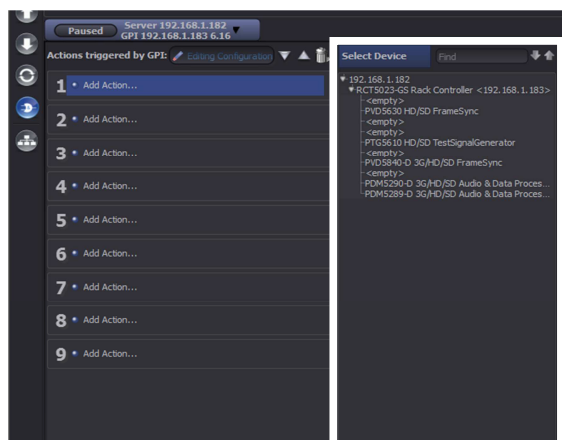 Paused
Server 192.168.1.182
GPI 192.168.1.183 6.16
Actions triggered by GPI:
Editing Configuration
1 Add Action...
2 Add Action...
3 Add Action...
4 Add Action...
5 Add Action...
6 Add Action...
7 Add Action...
8 Add Action...
9 Add Action...
Select Device
Find
192.168.1.182
RCT5023-GS Rack Controller <192.168.1.183>
<empty>
PVD5630 HD/SD FrameSync
<empty>
<empty>
PTG5610 HD/SD TestSignalGenerator
<empty>
PVD5840-D 3G/HD/SD FrameSync
<empty>
PDM5290-D 3G/HD/SD Audio & Data Proces...
PDM5289-D 3G/HD/SD Audio & Data Proces...